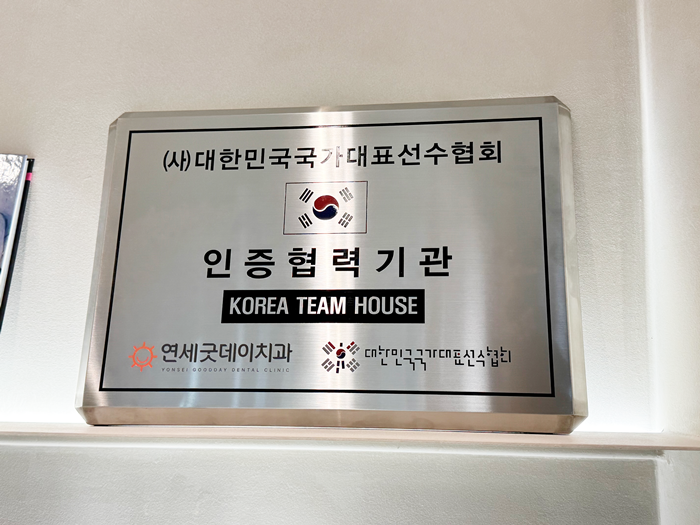 (사)대한민국국가대표선수협회
인증협력기관
KOREA TEAM HOUSE
연세굿데이치과
YONSEI GOODDAY DENTAL CLINIC
대한민국국가대표선수협회